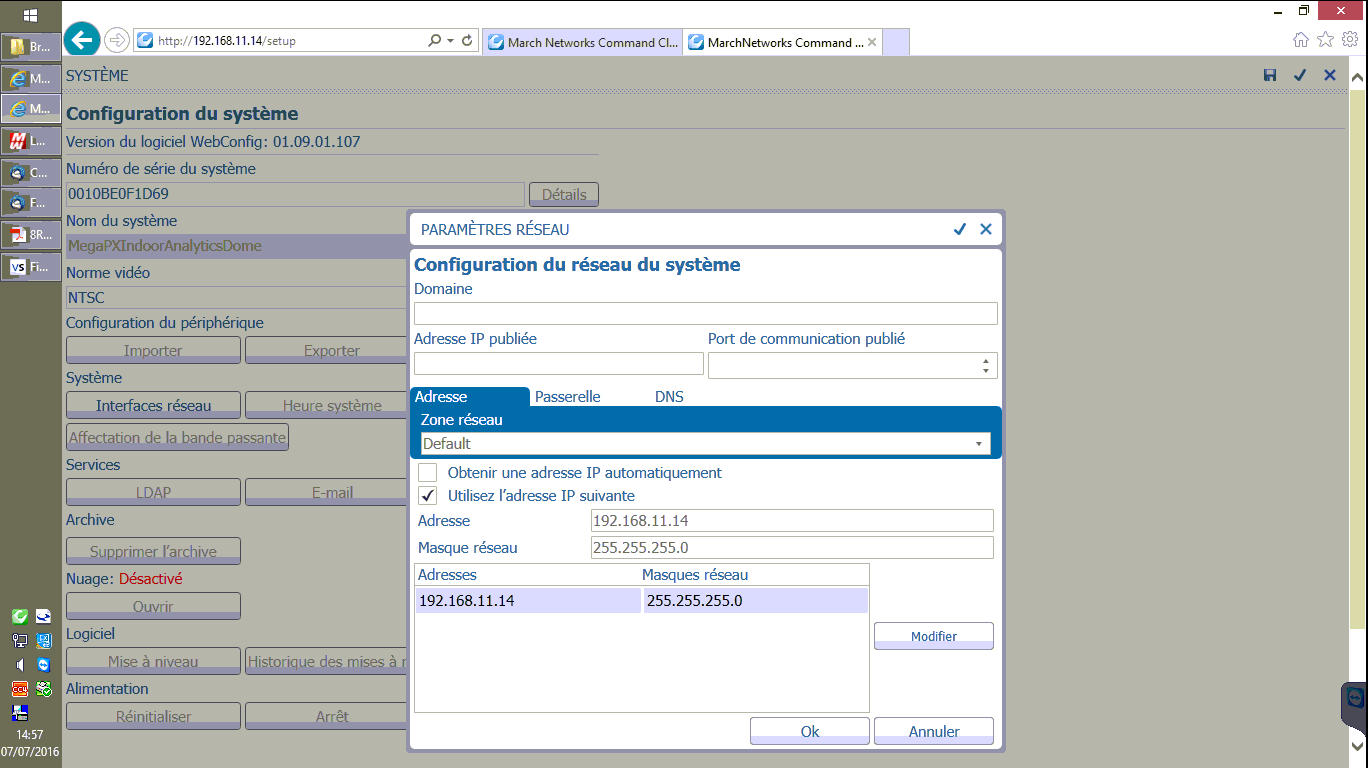 http://192.168.11.14/setup
March Networks Command Cl...
MarchNetworks Command ...
Br...
M...
M...
L...
C...
F...
8R...
Fi...
SYSTÈME
Configuration du système
Version du logiciel WebConfig: 01.09.01.107
Numéro de série du système
0010BE0F1D69
Détails
Nom du système
MegaPXIndoorAnalyticsDome
Norme vidéo
NTSC
Configuration du périphérique
Importer
Exporter
Système
Interfaces réseau
Heure système
Affectation de la bande passante
Services
LDAP
E-mail
Archive
Supprimer l'archive
Nuage: Désactivé
Ouvrir
Logiciel
Mise à niveau
Historique des mises à n
Alimentation
Réinitialiser
Arrêt
PARAMÈTRES RÉSEAU
Configuration du réseau du système
Domaine
Adresse IP publiée
Port de communication publié
Adresse
Passerelle
DNS
Zone réseau
Default
Obtenir une adresse IP automatiquement
Utilisez l'adresse IP suivante
Adresse
192.168.11.14
Masque réseau
255.255.255.0
Adresses
Masques réseau
192.168.11.14
255.255.255.0
Modifier
Ok
Annuler
14:57
07/07/2016